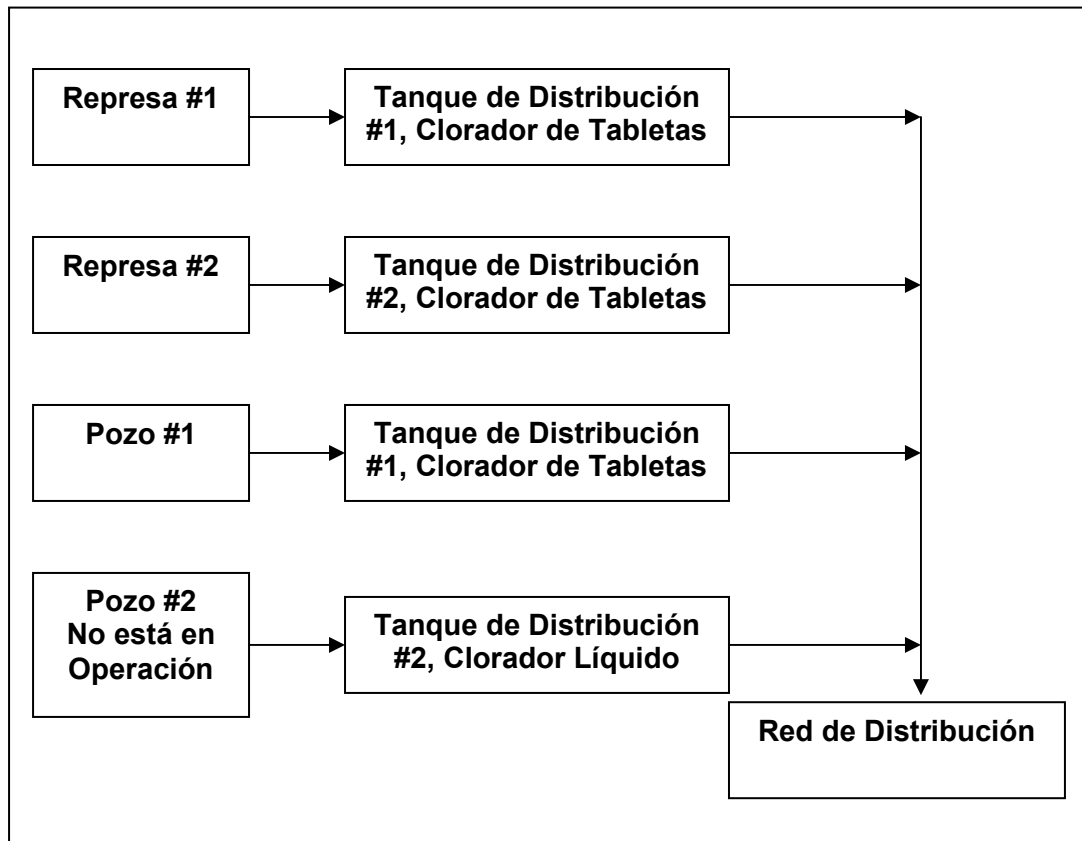 Represa #1
Tanque de Distribución
#1, Clorador de Tabletas
Represa #2
Tanque de Distribución
#2, Clorador de Tabletas
Pozo #1
Tanque de Distribución
#1, Clorador de Tabletas
Pozo #2
No está en
Operación
Tanque de Distribución
#2, Clorador Líquido
Red de Distribución